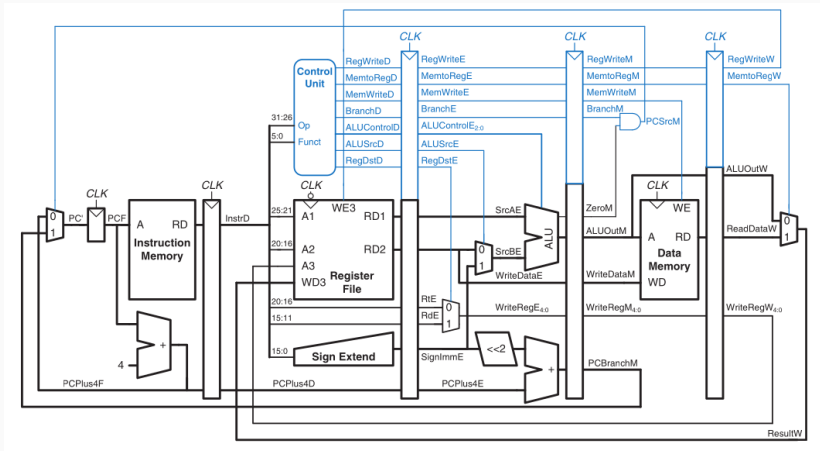 CLK
CLK
CLK
Control
Unit
RegWriteD
RegWriteE
RegWriteM
RegWriteW
MemtoRegD
MemtoRegE
MemtoRegM
MemtoRegW
MemWriteD
MemWriteE
MemWriteM
BranchD
BranchE
BranchM
PCSrcM
31:26
Op
ALUControlD
ALUControlE2:0
5:0
Funct
ALUSrcD
ALUSrcE
RegDstD
RegDstE
ALUOutW
CLK
CLK
CLK
CLK
0
1
PC'
PCF
A
RD
Instruction
Memory
InstrD
25:21
A1
WE3
RD1
SrcAE
ZeroM
WE
20:16
A2
RD2
0
1
SrcBE
ALU
ALUOutM
A
RD
ReadDataW
0
1
A3
Data
Memory
WD3
Register
File
WriteDataE
WriteDataM
WD
20:16
RtE
0
WriteRegE4:0
WriteRegM4:0
WriteRegW4:0
15:11
RdE
1
+
15:0
Sign Extend
SignImmE
<<2
4
+
PCBranchM
PCPlus4F
PCPlus4D
PCPlus4E
ResultW